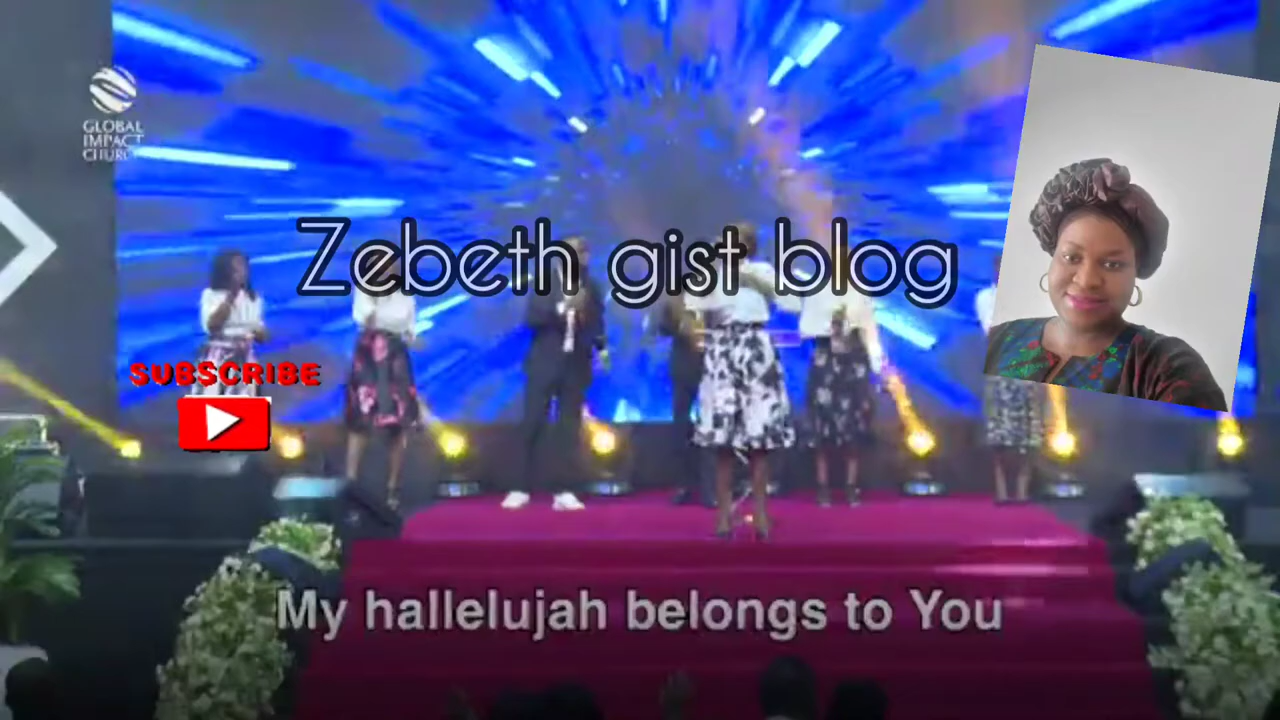 GLOBAL
IMPACT
CHURCH
Zebeth gist blog
SUBSCRIBE
My hallelujah belongs to You